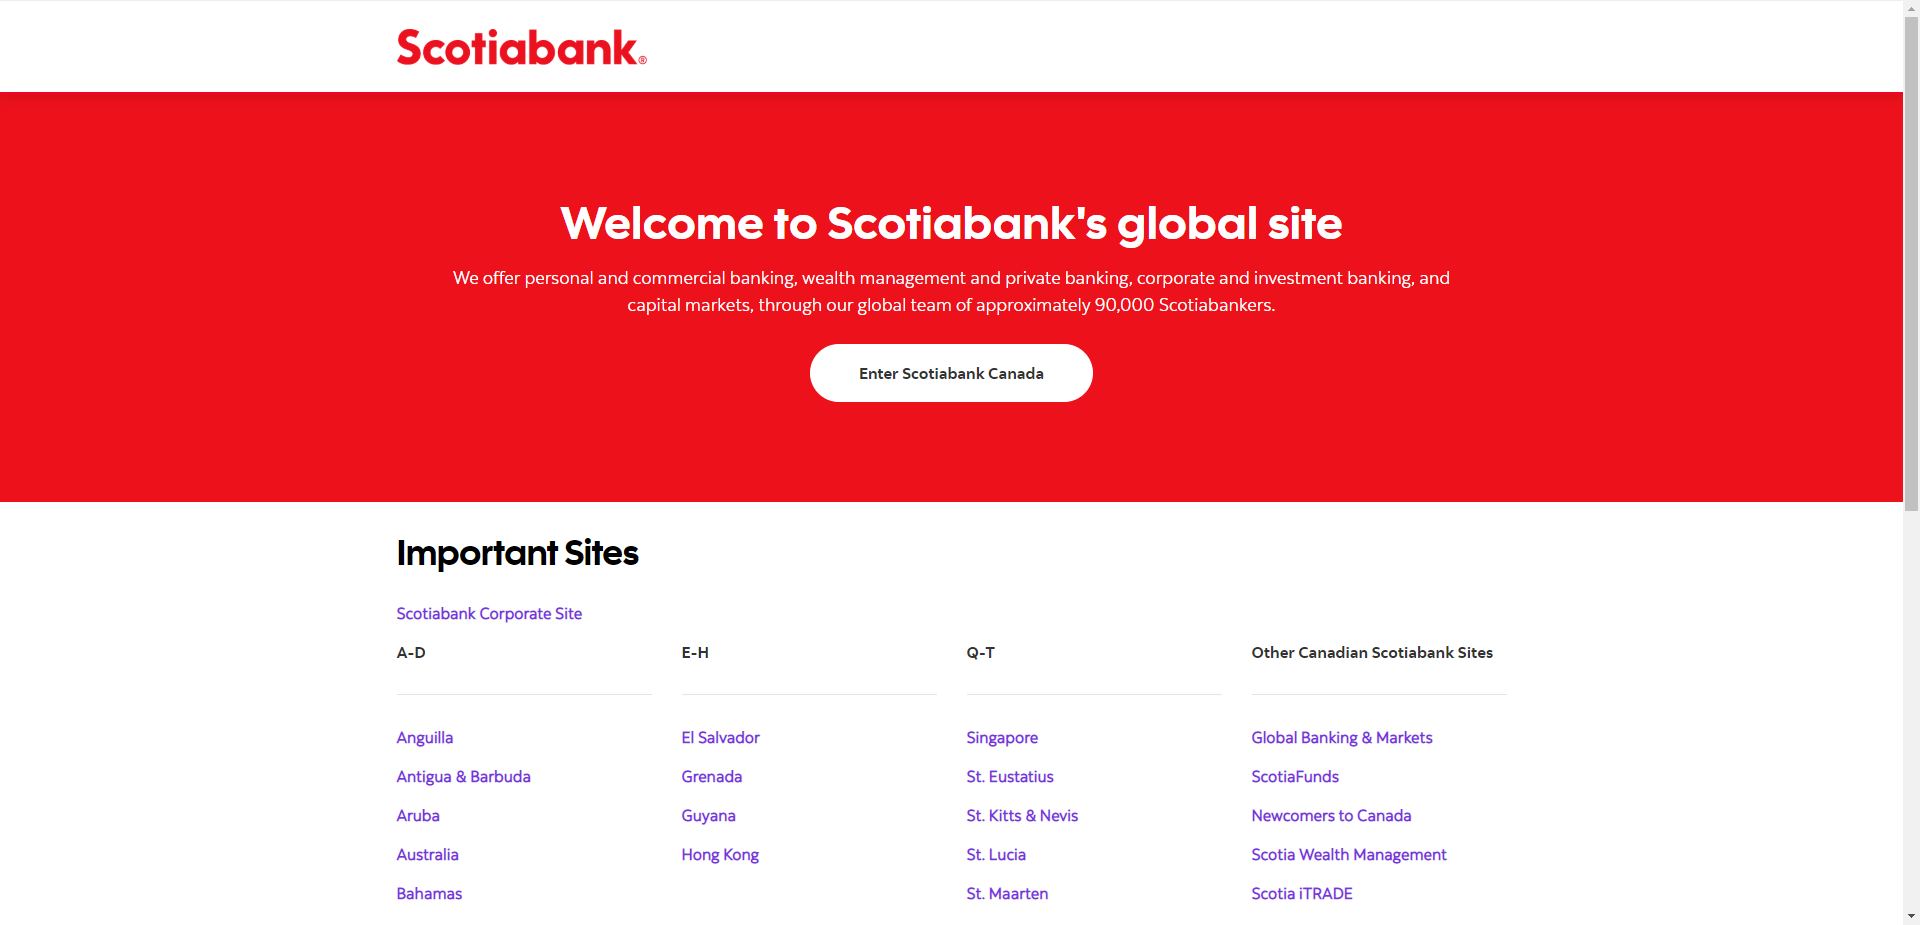 Scotiabank®
Welcome to Scotiabank's global site
We offer personal and commercial banking, wealth management and private banking, corporate and investment banking, and
capital markets, through our global team of approximately 90,000 Scotiabankers.
Enter Scotiabank Canada
Important Sites
Scotiabank Corporate Site
A-D
Anguilla
Antigua & Barbuda
Aruba
Australia
Bahamas
E-H
El Salvador
Grenada
Guyana
Hong Kong
Q-T
Singapore
St. Eustatius
St. Kitts & Nevis
St. Lucia
St. Maarten
Other Canadian Scotiabank Sites
Global Banking & Markets
ScotiaFunds
Newcomers to Canada
Scotia Wealth Management
Scotia iTRADE